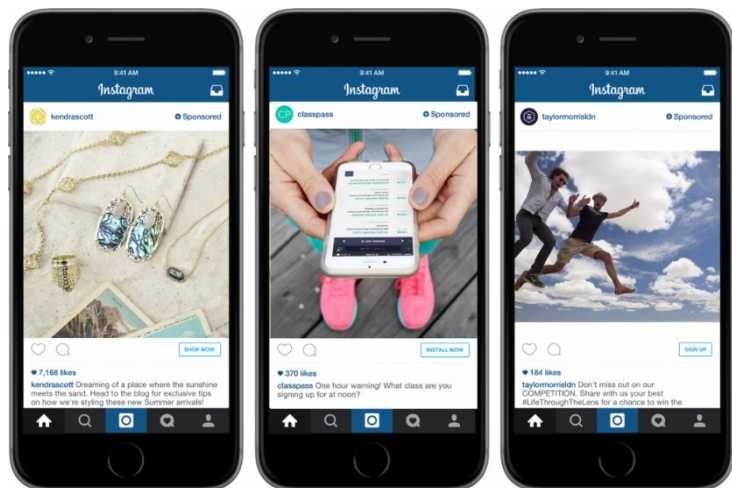 9:41 AM
Instagram
kendrascott
Sponsored
SHOP NOW
7,168 likes
kendrascott Dreaming of a place where the sunshine
meets the sand. Head to the blog for exclusive tips
on how we're styling these new Summer arrivals!
9:41 AM
Instagram
CP
classpass
Sponsored
INSTALL NOW
370 likes
classpass One hour warning! What class are you
signing up for at noon?
9:41 AM
Instagram
taylormorrisldn
Sponsored
SIGN UP
184 likes
taylormorrisldn Don't miss out on our
COMPETITION. Share with us your best
#LifeThroughTheLens for a chance to win the